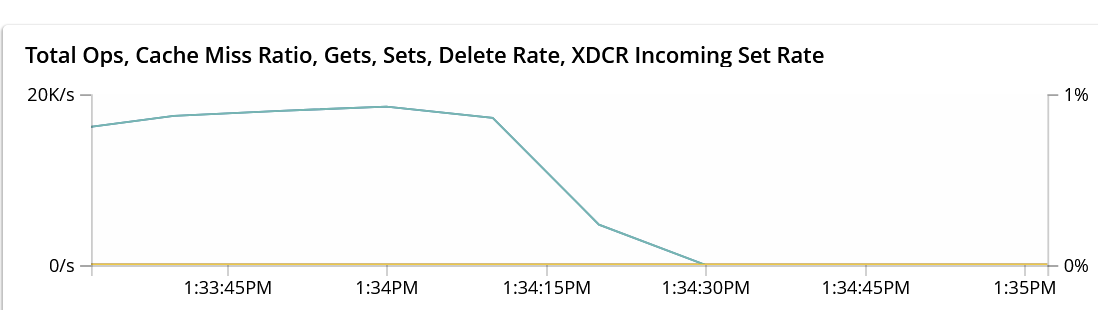 Total Ops, Cache Miss Ratio, Gets, Sets, Delete Rate, XDCR Incoming Set Rate
20K/s
1%
0/s
0%
1:33:45PM
1:34PM
1:34:15PM
1:34:30PM
1:34:45PM
1:35PM